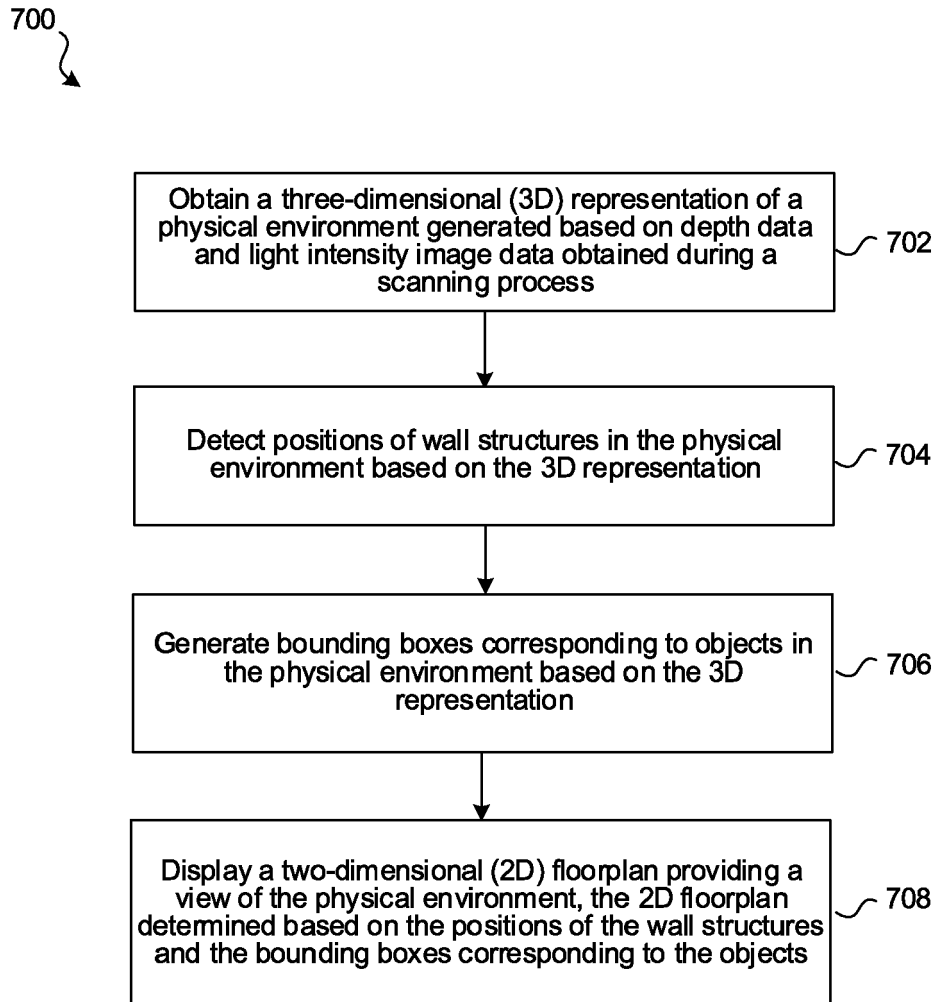 700
Obtain a three-dimensional (3D) representation of a
physical environment generated based on depth data
and light intensity image data obtained during a
scanning process
702
Detect positions of wall structures in the physical
environment based on the 3D representation
704
Generate bounding boxes corresponding to objects in
the physical environment based on the 3D
representation
706
Display a two-dimensional (2D) floorplan providing a
view of the physical environment, the 2D floorplan
determined based on the positions of the wall structures
and the bounding boxes corresponding to the objects
708